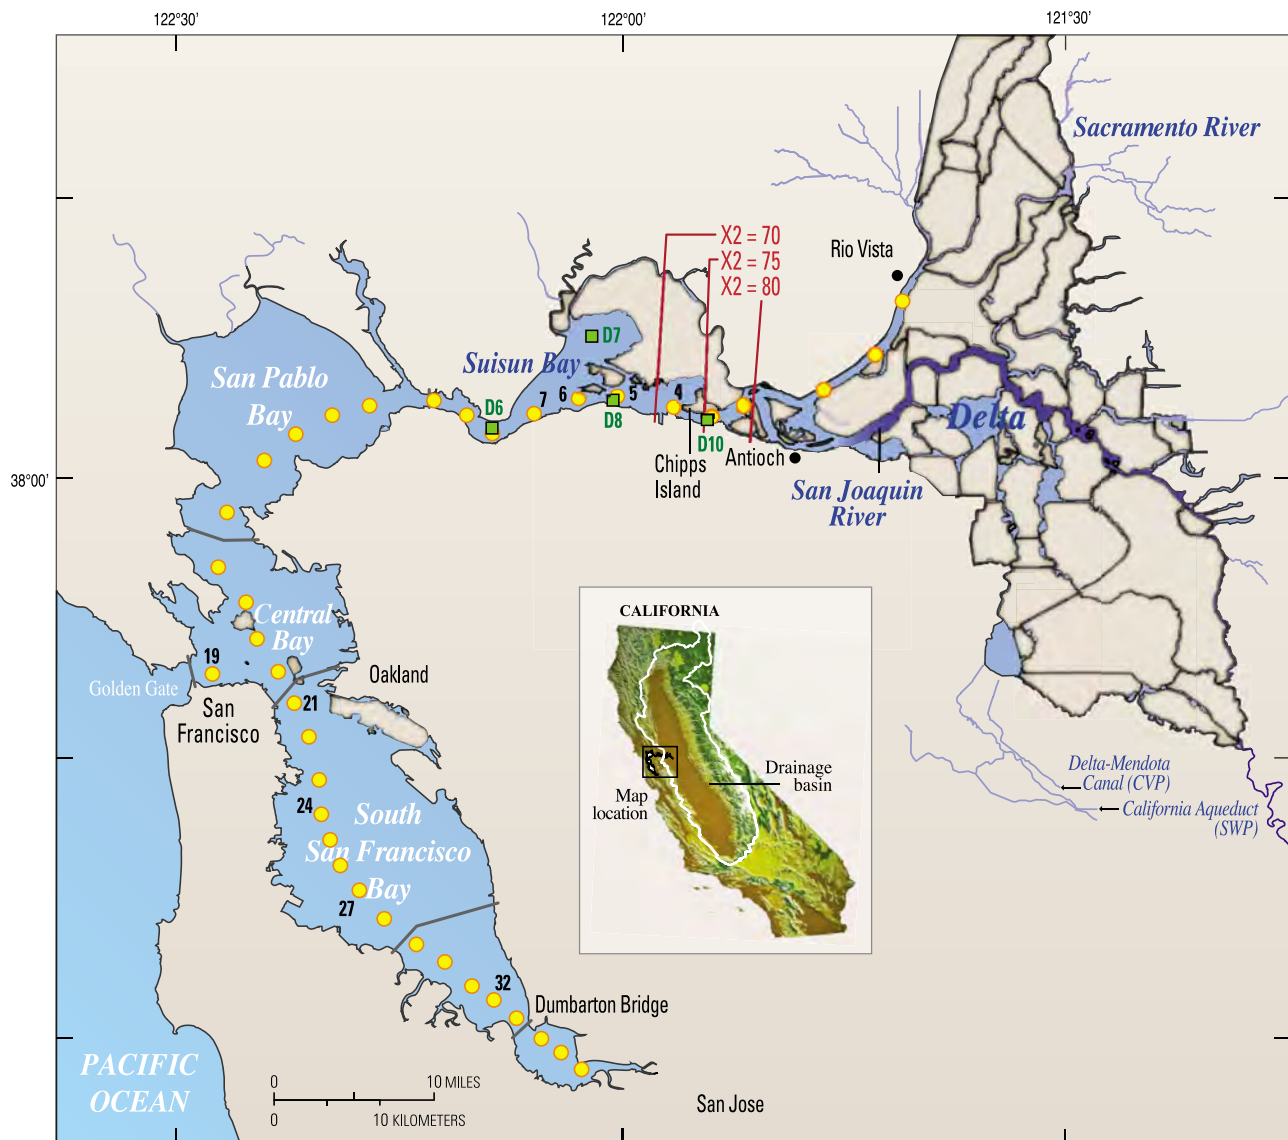 122°30'
122°00'
121°30'
Sacramento River
X2 = 70
X2 = 75
X2 = 80
Rio Vista
D7
Suisun Bay
San Pablo
Bay
D6
7
6
5
4
D8
D10
Delta
Chipps
Island
Antioch
38°00'
San Joaquin
River
Central
Bay
19
Golden Gate
San
Francisco
Oakland
21
CALIFORNIA
Map
location
Drainage
basin
Delta-Mendota
Canal (CVP)
California Aqueduct
(SWP)
24
South
San Francisco
Bay
27
32
Dumbarton Bridge
PACIFIC
OCEAN
0
10 MILES
0
10 KILOMETERS
San Jose